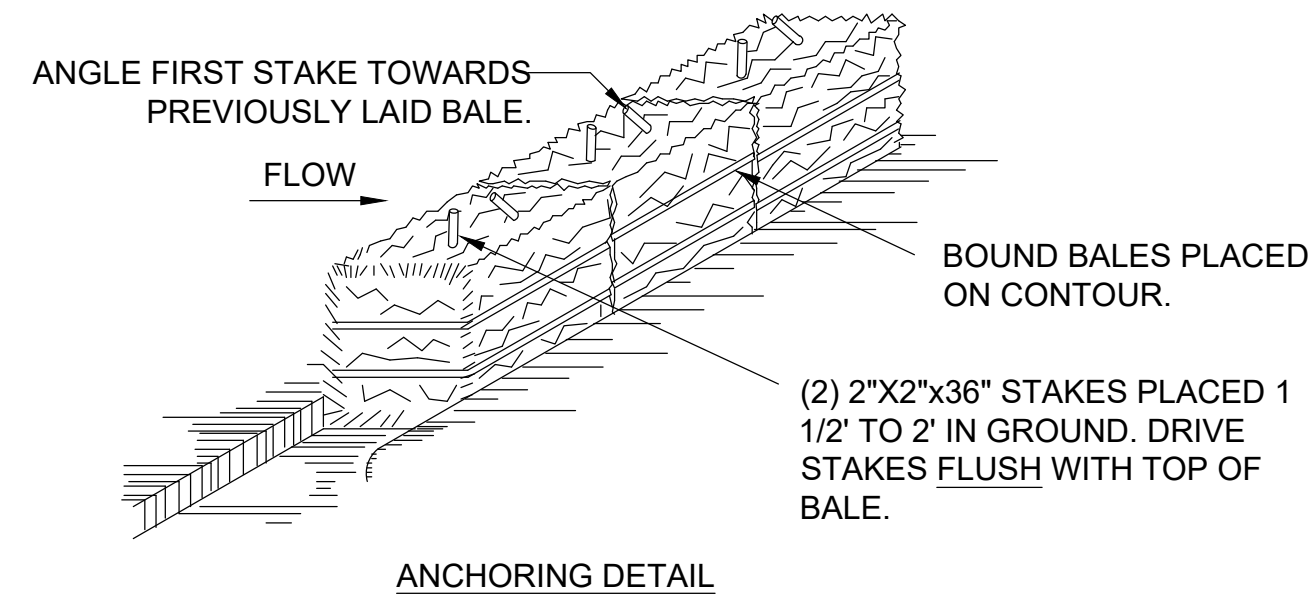 ANGLE FIRST STAKE TOWARDS
PREVIOUSLY LAID BALE.
FLOW
BOUND BALES PLACED
ON CONTOUR.
(2) 2"X2"x36" STAKES PLACED 1
1/2' TO 2' IN GROUND. DRIVE
STAKES FLUSH WITH TOP OF
BALE.
ANCHORING DETAIL